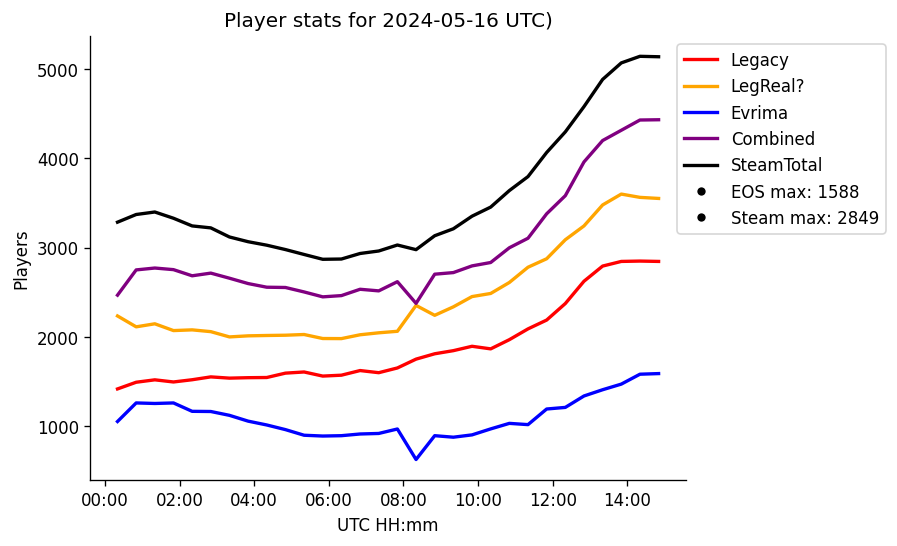 Player stats for 2024-05-16 UTC)
Legacy
LegReal?
Evrima
Combined
SteamTotal
EOS max: 1588
Steam max: 2849
5000
4000
3000
2000
1000
Players
00:00 02:00 04:00 06:00 08:00 10:00 12:00 14:00
UTC HH:mm